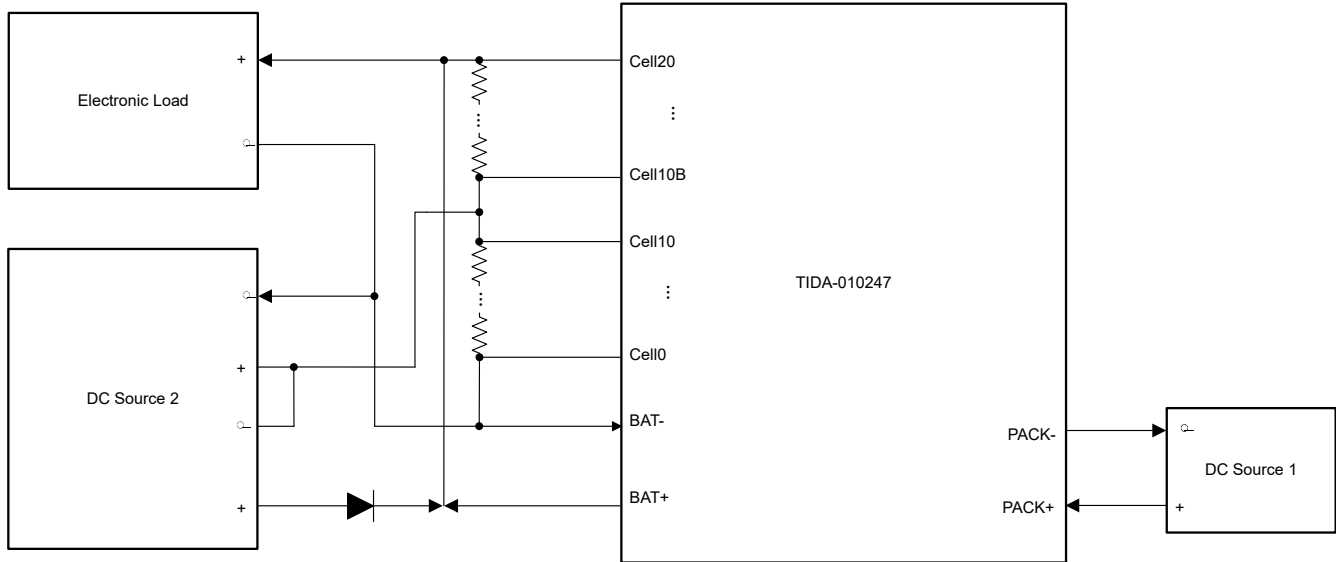 +
Electronic Load
Cell20
⋮
Cell10B
Cell10
TIDA-010247
⋮
Cell0
+
DC Source 2
BAT-
PACK-
DC Source 1
BAT+
PACK+
+
+